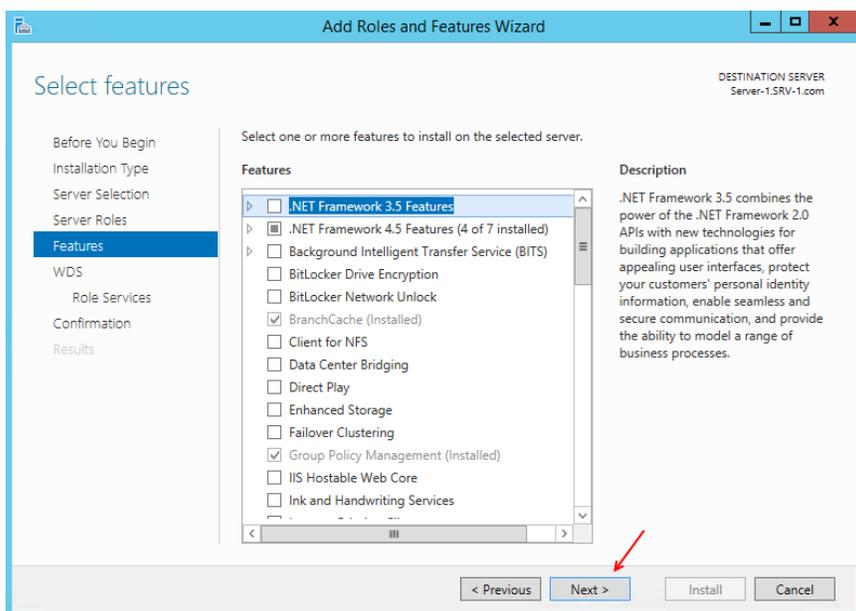 Add Roles and Features Wizard
Select features
DESTINATION SERVER
Server-1.SRV-1.com
Before You Begin
Installation Type
Server Selection
Server Roles
Features
WDS
Role Services
Confirmation
Results
Select one or more features to install on the selected server.
Features
.NET Framework 3.5 Features
.NET Framework 4.5 Features (4 of 7 installed)
Background Intelligent Transfer Service (BITS)
BitLocker Drive Encryption
BitLocker Network Unlock
BranchCache (Installed)
Client for NFS
Data Center Bridging
Direct Play
Enhanced Storage
Failover Clustering
Group Policy Management (Installed)
IIS Hostable Web Core
Ink and Handwriting Services
Description
.NET Framework 3.5 combines the
power of the .NET Framework 2.0
APIs with new technologies for
building applications that offer
appealing user interfaces, protect
your customers' personal identity
information, enable seamless and
secure communication, and provide
the ability to model a range of
business processes.
< Previous
Next >
Install
Cancel